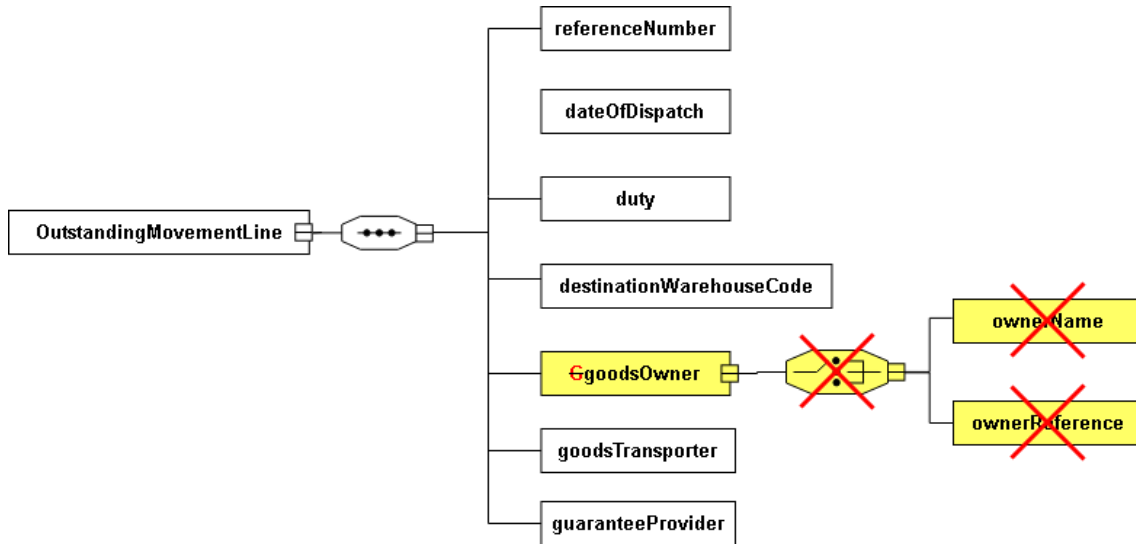 referenceNumber
dateOfDispatch
duty
OutstandingMovementLine
destinationWarehouseCode
ownerName
GgoodsOwner
ownerReference
goodsTransporter
guaranteeProvider